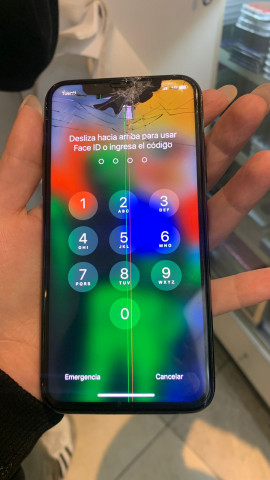 Desliza hacia arriba para usar
Face ID o ingresa el código
1
2
ABC
3
DEF
4
GHI
5
JKL
6
MNO
7
PQRS
8
TUV
9
WXYZ
0
Emergencia
Cancelar